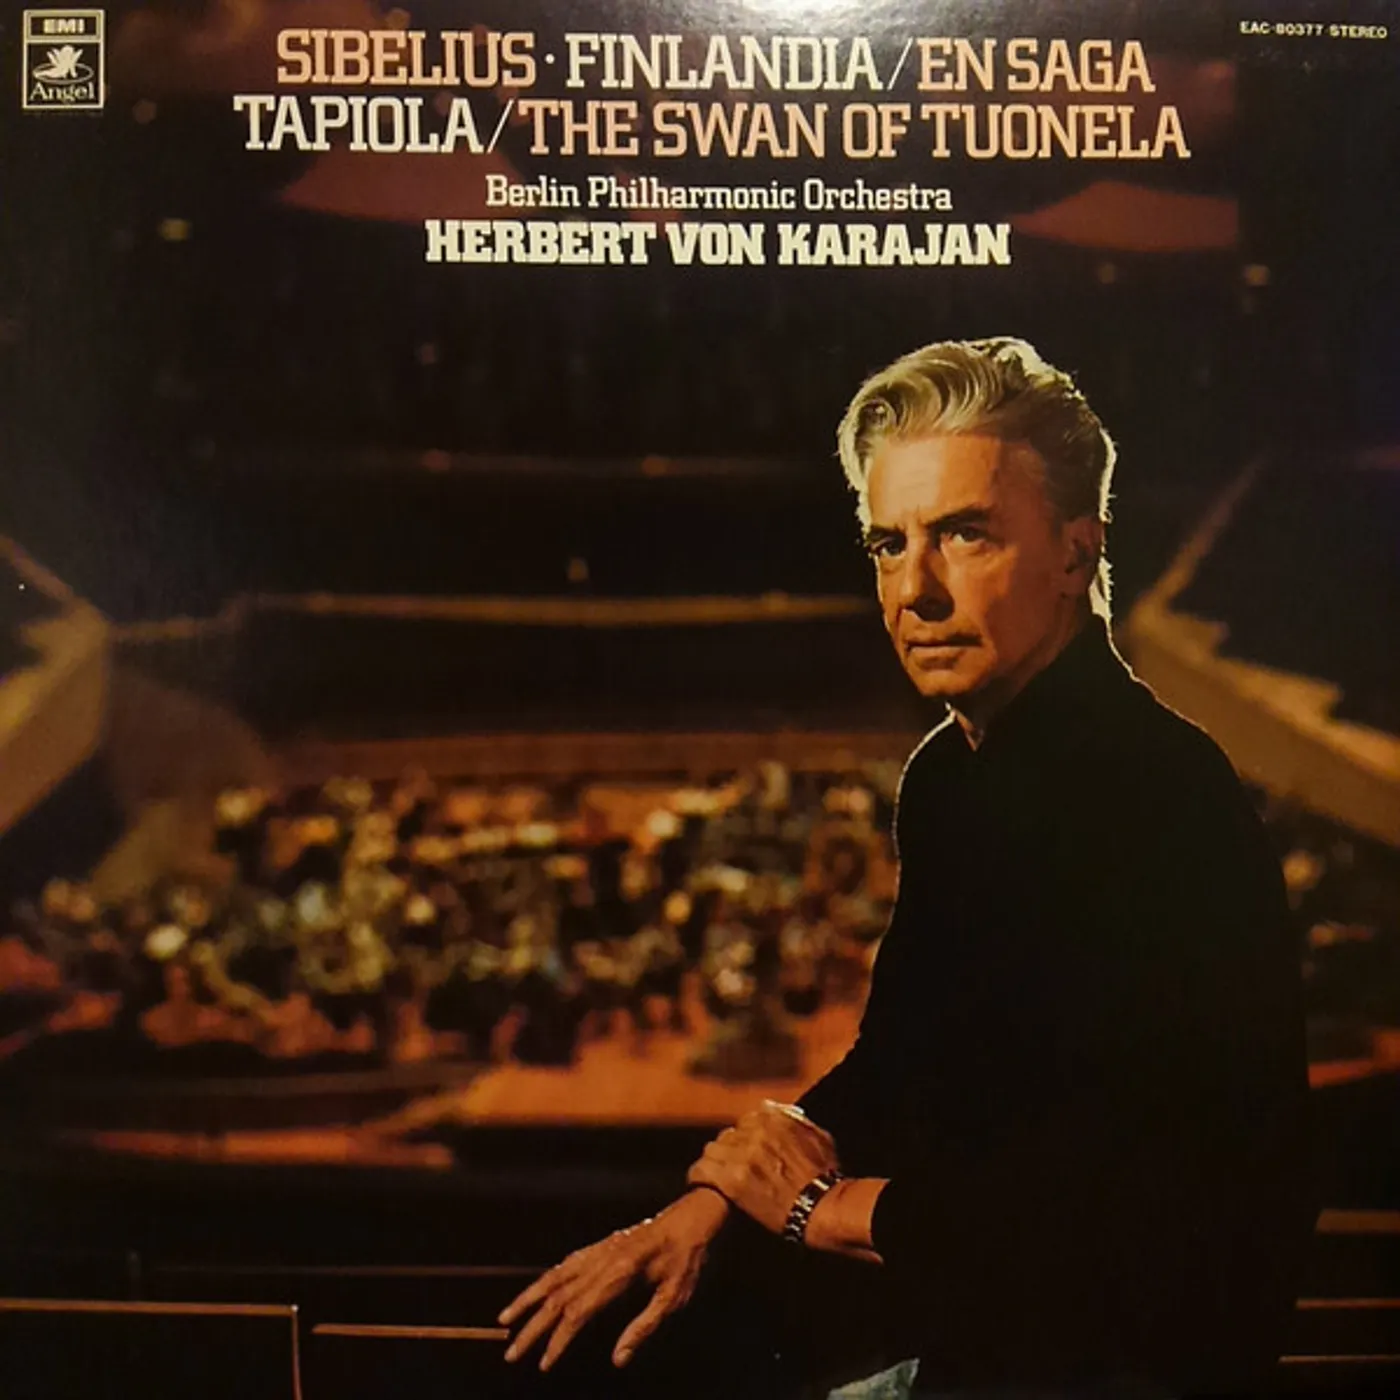 EMI
Angel
EAC-80377 STEREO
SIBELIUS · FINLANDIA / EN SAGA
TAPIOLA / THE SWAN OF TUONELA
Berlin Philharmonic Orchestra
HERBERT VON KARAJAN